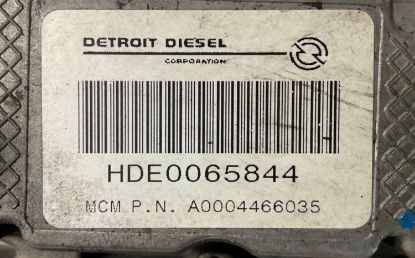 DETROIT DIESEL
CORPORATION
HDE0065844
MCM P.N. A0004466035